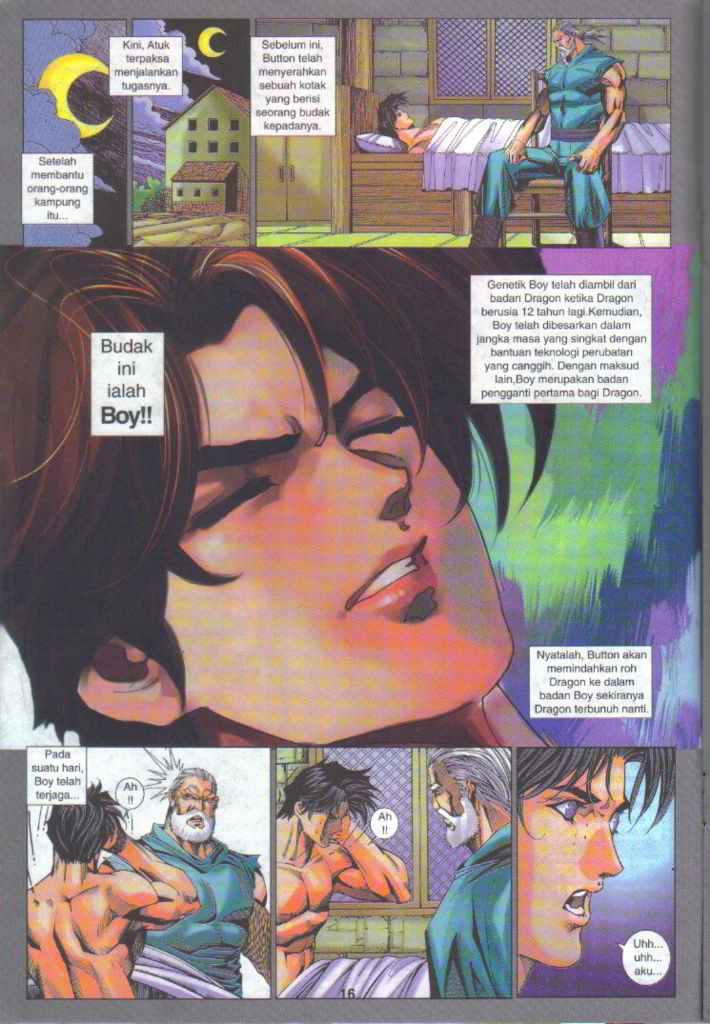 Setelah
membantu
orang-orang
kampung
itu...
Kini, Atuk
terpaksa
menjalankan
tugasnya.
Sebelum ini,
Button telah
menyerahkan
sebuah kotak
yang berisi
seorang budak
kepadanya.
Budak
ini
ialah
Boy!!
Genetik Boy telah diambil dari
badan Dragon ketika Dragon
berusia 12 tahun lagi.Kemudian,
Boy telah dibesarkan dalam
jangka masa yang singkat dengan
bantuan teknologi perubatan
yang canggih. Dengan maksud
lain,Boy merupakan badan
pengganti pertama bagi Dragon.
Nyatalah, Button akan
memindahkan roh
Dragon ke dalam
badan Boy sekiranya
Dragon terbunuh nanti.
Pada
suatu hari,
Boy telah
terjaga...
Ah
!!
Ah
!!
Uhh...
uhh...
aku...
16